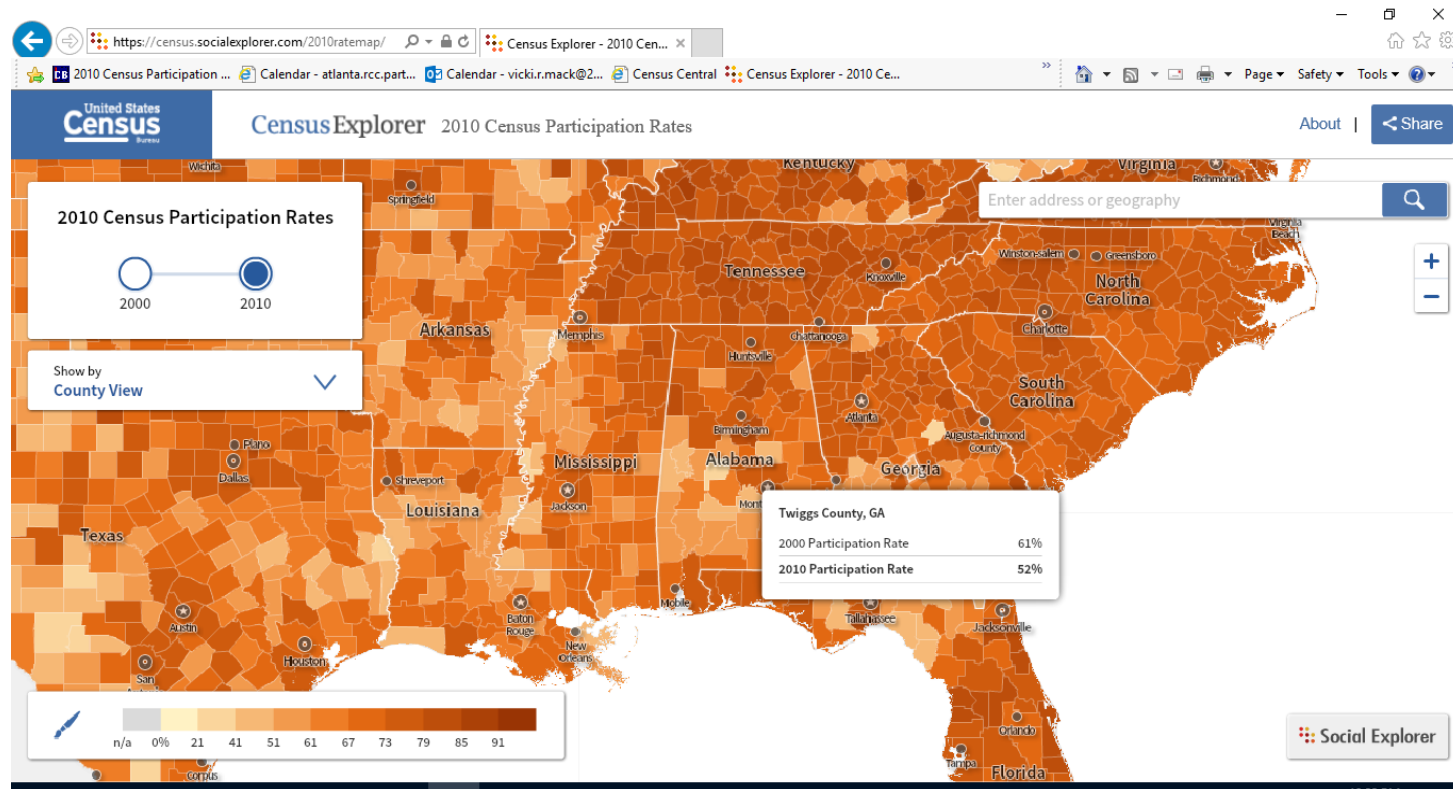 https://census.socialexplorer.com/2010ratemap/
Census Explorer - 2010 Cen...
2010 Census Participation ...
Calendar - atlanta.rcc.part...
Calendar - vicki.r.mack@2...
Census Central
Census Explorer - 2010 Ce...
Page
Safety
Tools
United States
Census
Bureau
Census Explorer 2010 Census Participation Rates
About |
Share
Enter address or geography
2010 Census Participation Rates
2000 2010
Show by
County View
Wichita
Springfield
Kentucky
Virginia
Richmond
Virginia
Beach
Tennessee
Knoxville
Winston-salem
Greensboro
North
Carolina
Charlotte
Arkansas
Memphis
Chattanooga
Huntsville
South
Carolina
Atlanta
Birmingham
Augusta-richmond
County
Plano
Dallas
Shreveport
Mississippi
Alabama
Georgia
Jackson
Louisiana
Mont
Texas
Twiggs County, GA
2000 Participation Rate 61%
2010 Participation Rate 52%
Austin
Houston
San
Baton
Rouge
New
Orleans
Mobile
Tallahassee
Jacksonville
Orlando
Tampa
Florida
Corpus
n/a 0% 21 41 51 61 67 73 79 85 91
Social Explorer